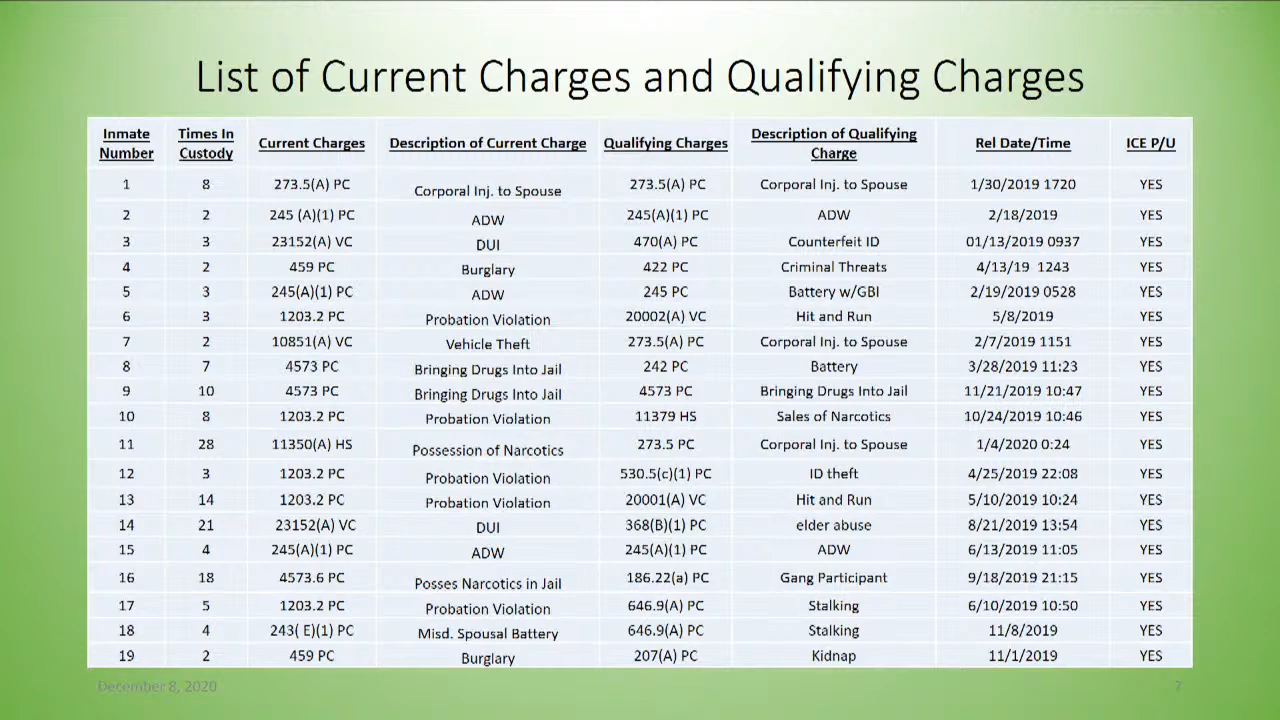 List of Current Charges and Qualifying Charges
Inmate Number Times In Custody Current Charges Description of Current Charge Qualifying Charges Description of Qualifying Charge Rel Date/Time ICE P/U
1 8 273.5(A) PC Corporal Inj. to Spouse 273.5(A) PC Corporal Inj. to Spouse 1/30/2019 1720 YES
2 2 245 (A)(1) PC ADW 245(A)(1) PC ADW 2/18/2019 YES
3 3 23152(A) VC DUI 470(A) PC Counterfeit ID 01/13/2019 0937 YES
4 2 459 PC Burglary 422 PC Criminal Threats 4/13/19 1243 YES
5 3 245(A)(1) PC ADW 245 PC Battery w/GBI 2/19/2019 0528 YES
6 3 1203.2 PC Probation Violation 20002(A) VC Hit and Run 5/8/2019 YES
7 2 10851(A) VC Vehicle Theft 273.5(A) PC Corporal Inj. to Spouse 2/7/2019 1151 YES
8 7 4573 PC Bringing Drugs Into Jail 242 PC Battery 3/28/2019 11:23 YES
9 10 4573 PC Bringing Drugs Into Jail 4573 PC Bringing Drugs Into Jail 11/21/2019 10:47 YES
10 8 1203.2 PC Probation Violation 11379 HS Sales of Narcotics 10/24/2019 10:46 YES
11 28 11350(A) HS Possession of Narcotics 273.5 PC Corporal Inj. to Spouse 1/4/2020 0:24 YES
12 3 1203.2 PC Probation Violation 530.5(c)(1) PC ID theft 4/25/2019 22:08 YES
13 14 1203.2 PC Probation Violation 20001(A) VC Hit and Run 5/10/2019 10:24 YES
14 21 23152(A) VC DUI 368(B)(1) PC elder abuse 8/21/2019 13:54 YES
15 4 245(A)(1) PC ADW 245(A)(1) PC ADW 6/13/2019 11:05 YES
16 18 4573.6 PC Posses Narcotics in Jail 186.22(a) PC Gang Participant 9/18/2019 21:15 YES
17 5 1203.2 PC Probation Violation 646.9(A) PC Stalking 6/10/2019 10:50 YES
18 4 243( E)(1) PC Misd. Spousal Battery 646.9(A) PC Stalking 11/8/2019 YES
19 2 459 PC Burglary 207(A) PC Kidnap 11/1/2019 YES
December 8, 2020 7